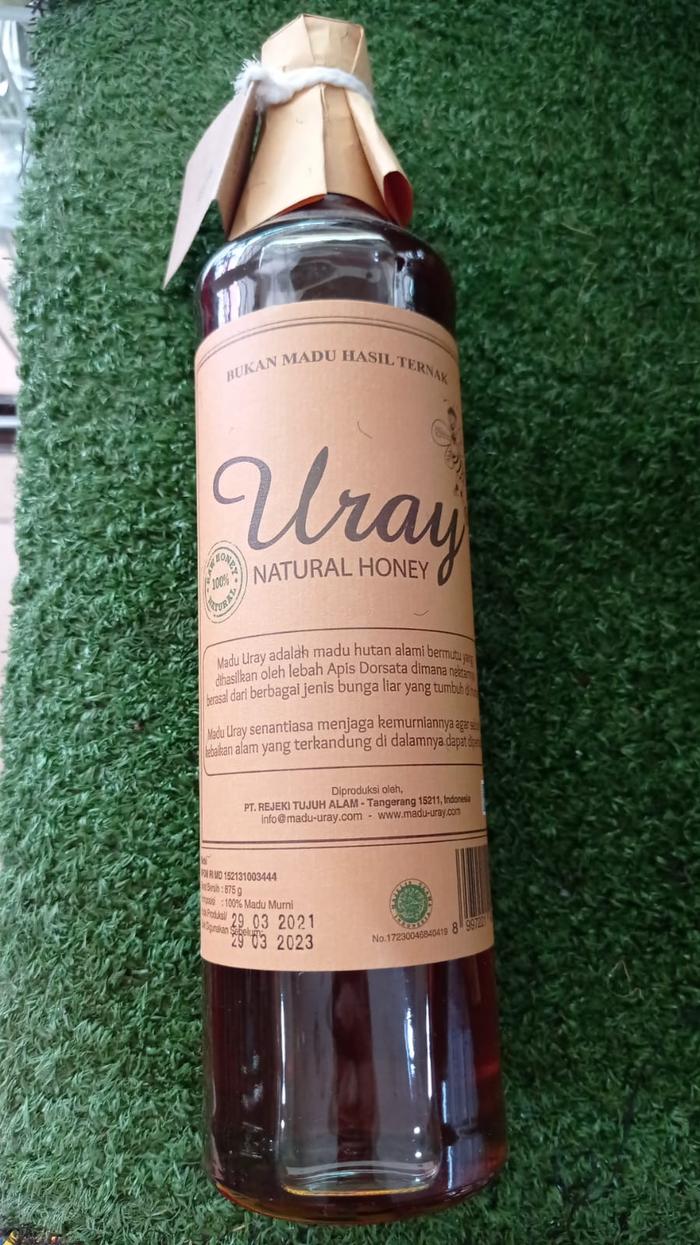 BUKAN MADU HASIL TERNAK
Uray
NATURAL HONEY
RAW HONEY
100%
NATURAL
Madu Uray adalah madu hutan alami bermutu yang
dihasilkan oleh lebah Apis Dorsata dimana
berasal dari berbagai jenis bunga liar yang tumbuh
Madu Uray senantiasa menjaga kemurniannya agar
kebaikan alam yang terkandung di dalamnya dapat
Diproduksi oleh,
PT. REJEKI TUJUH ALAM - Tangerang 15211, Indonesia
info@madu-uray.com - www.madu-uray.com
RI MD 152131003444
: 875 g
: 100% Madu Murni
29 03 2021
29 03 2023
No.17230046840419